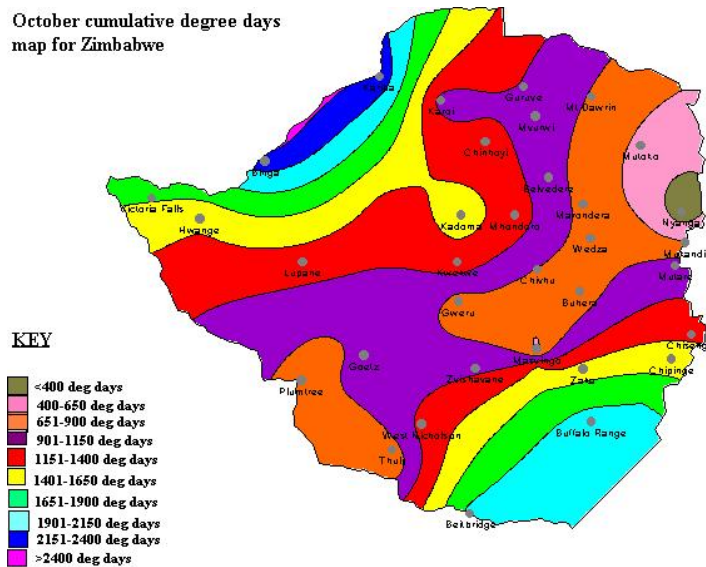 October cumulative degree days
map for Zimbabwe
Kariba
Karoi
Guruve
Mt Dawrin
Mvurwi
Chinhoyi
Mutoko
Binga
Belvedere
Victoria Falls
Hwange
Kadoma
Mhondoro
Marondera
Nyanga
Wedza
Mukandi
Lupane
Kwekwe
Chivhu
Mutare
Gweru
Buhera
KEY
Masvingo
Chisengu
Goetz
Zvishavane
Zaka
Chipinge
Plumtree
West Nicholson
Buffalo Range
Thuli
Beitbridge
<400 deg days
400-650 deg days
651-900 deg days
901-1150 deg days
1151-1400 deg days
1401-1650 deg days
1651-1900 deg days
1901-2150 deg days
2151-2400 deg days
>2400 deg days